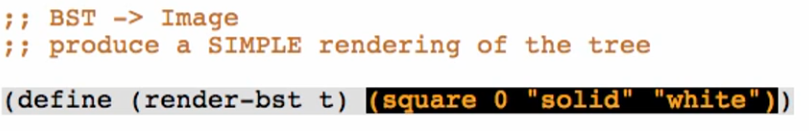 ;; BST -> Image
;; produce a SIMPLE rendering of the tree
(define (render-bst t) (square 0 "solid" "white"))